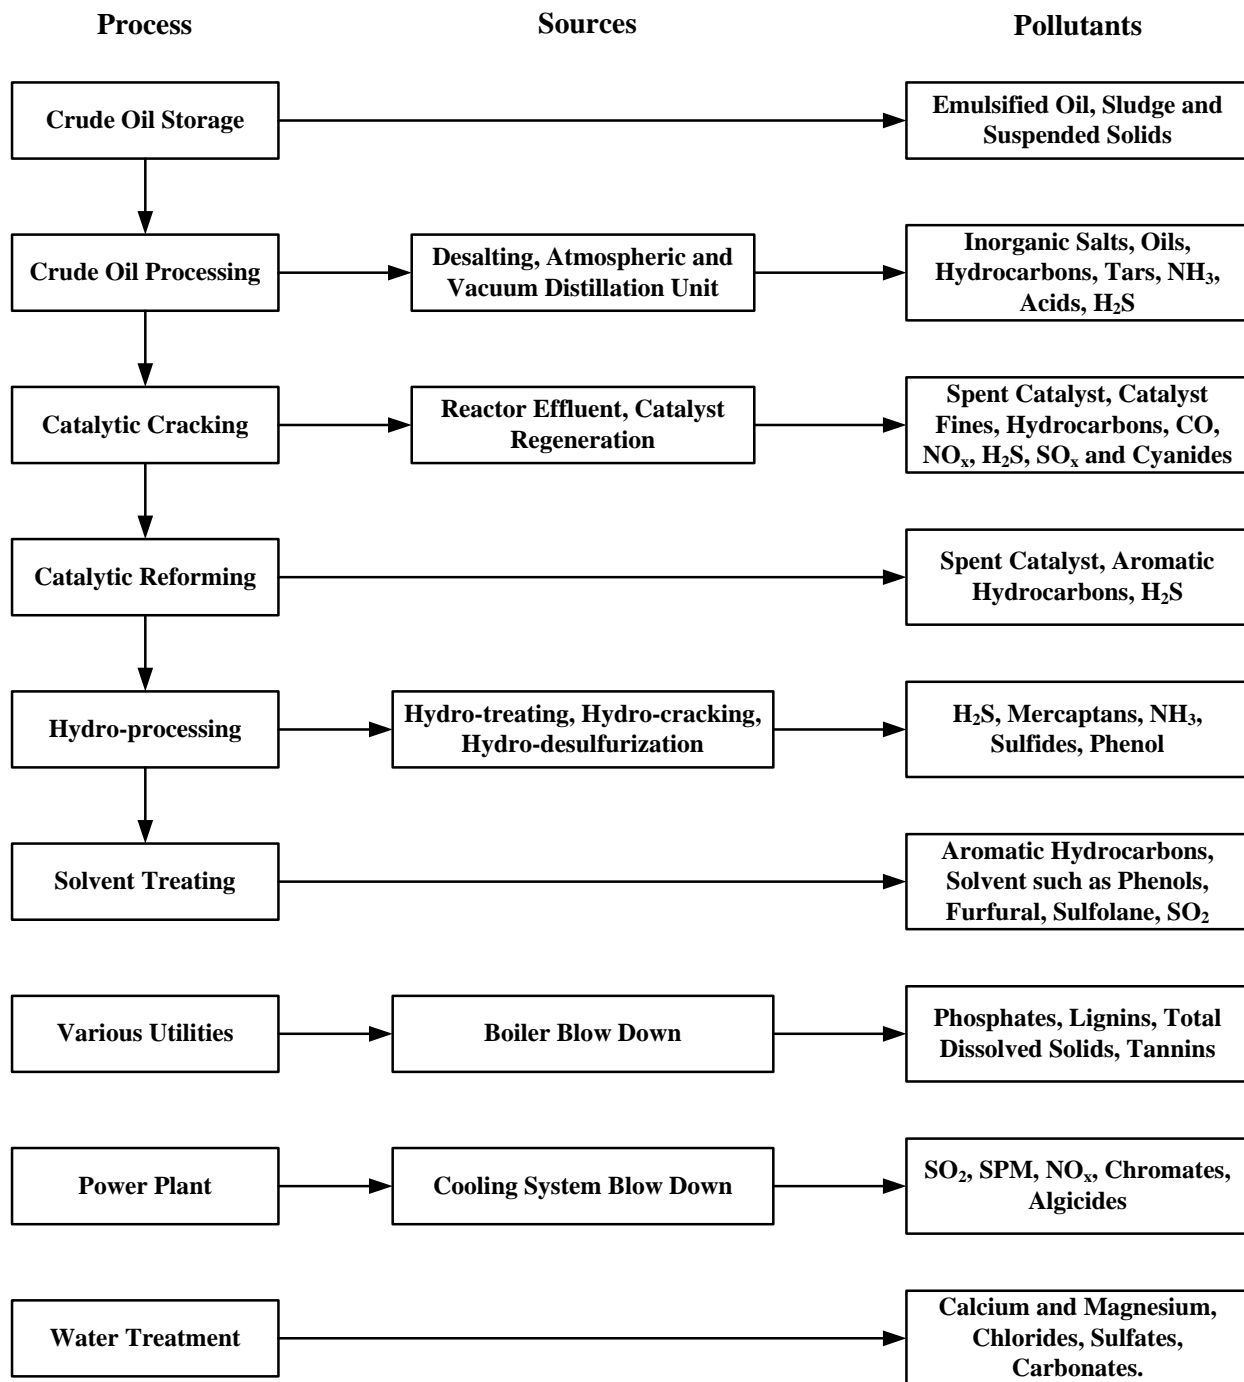 Process
Sources
Pollutants
Crude Oil Storage
Emulsified Oil, Sludge and
Suspended Solids
Crude Oil Processing
Desalting, Atmospheric and
Vacuum Distillation Unit
Inorganic Salts, Oils,
Hydrocarbons, Tars, NH₃,
Acids, H₂S
Catalytic Cracking
Reactor Effluent, Catalyst
Regeneration
Spent Catalyst, Catalyst
Fines, Hydrocarbons, CO,
NOₓ, H₂S, SOₓ and Cyanides
Catalytic Reforming
Spent Catalyst, Aromatic
Hydrocarbons, H₂S
Hydro-processing
Hydro-treating, Hydro-cracking,
Hydro-desulfurization
H₂S, Mercaptans, NH₃,
Sulfides, Phenol
Solvent Treating
Aromatic Hydrocarbons,
Solvent such as Phenols,
Furfural, Sulfolane, SO₂
Various Utilities
Boiler Blow Down
Phosphates, Lignins, Total
Dissolved Solids, Tannins
Power Plant
Cooling System Blow Down
SO₂, SPM, NOₓ, Chromates,
Algicides
Water Treatment
Calcium and Magnesium,
Chlorides, Sulfates,
Carbonates.